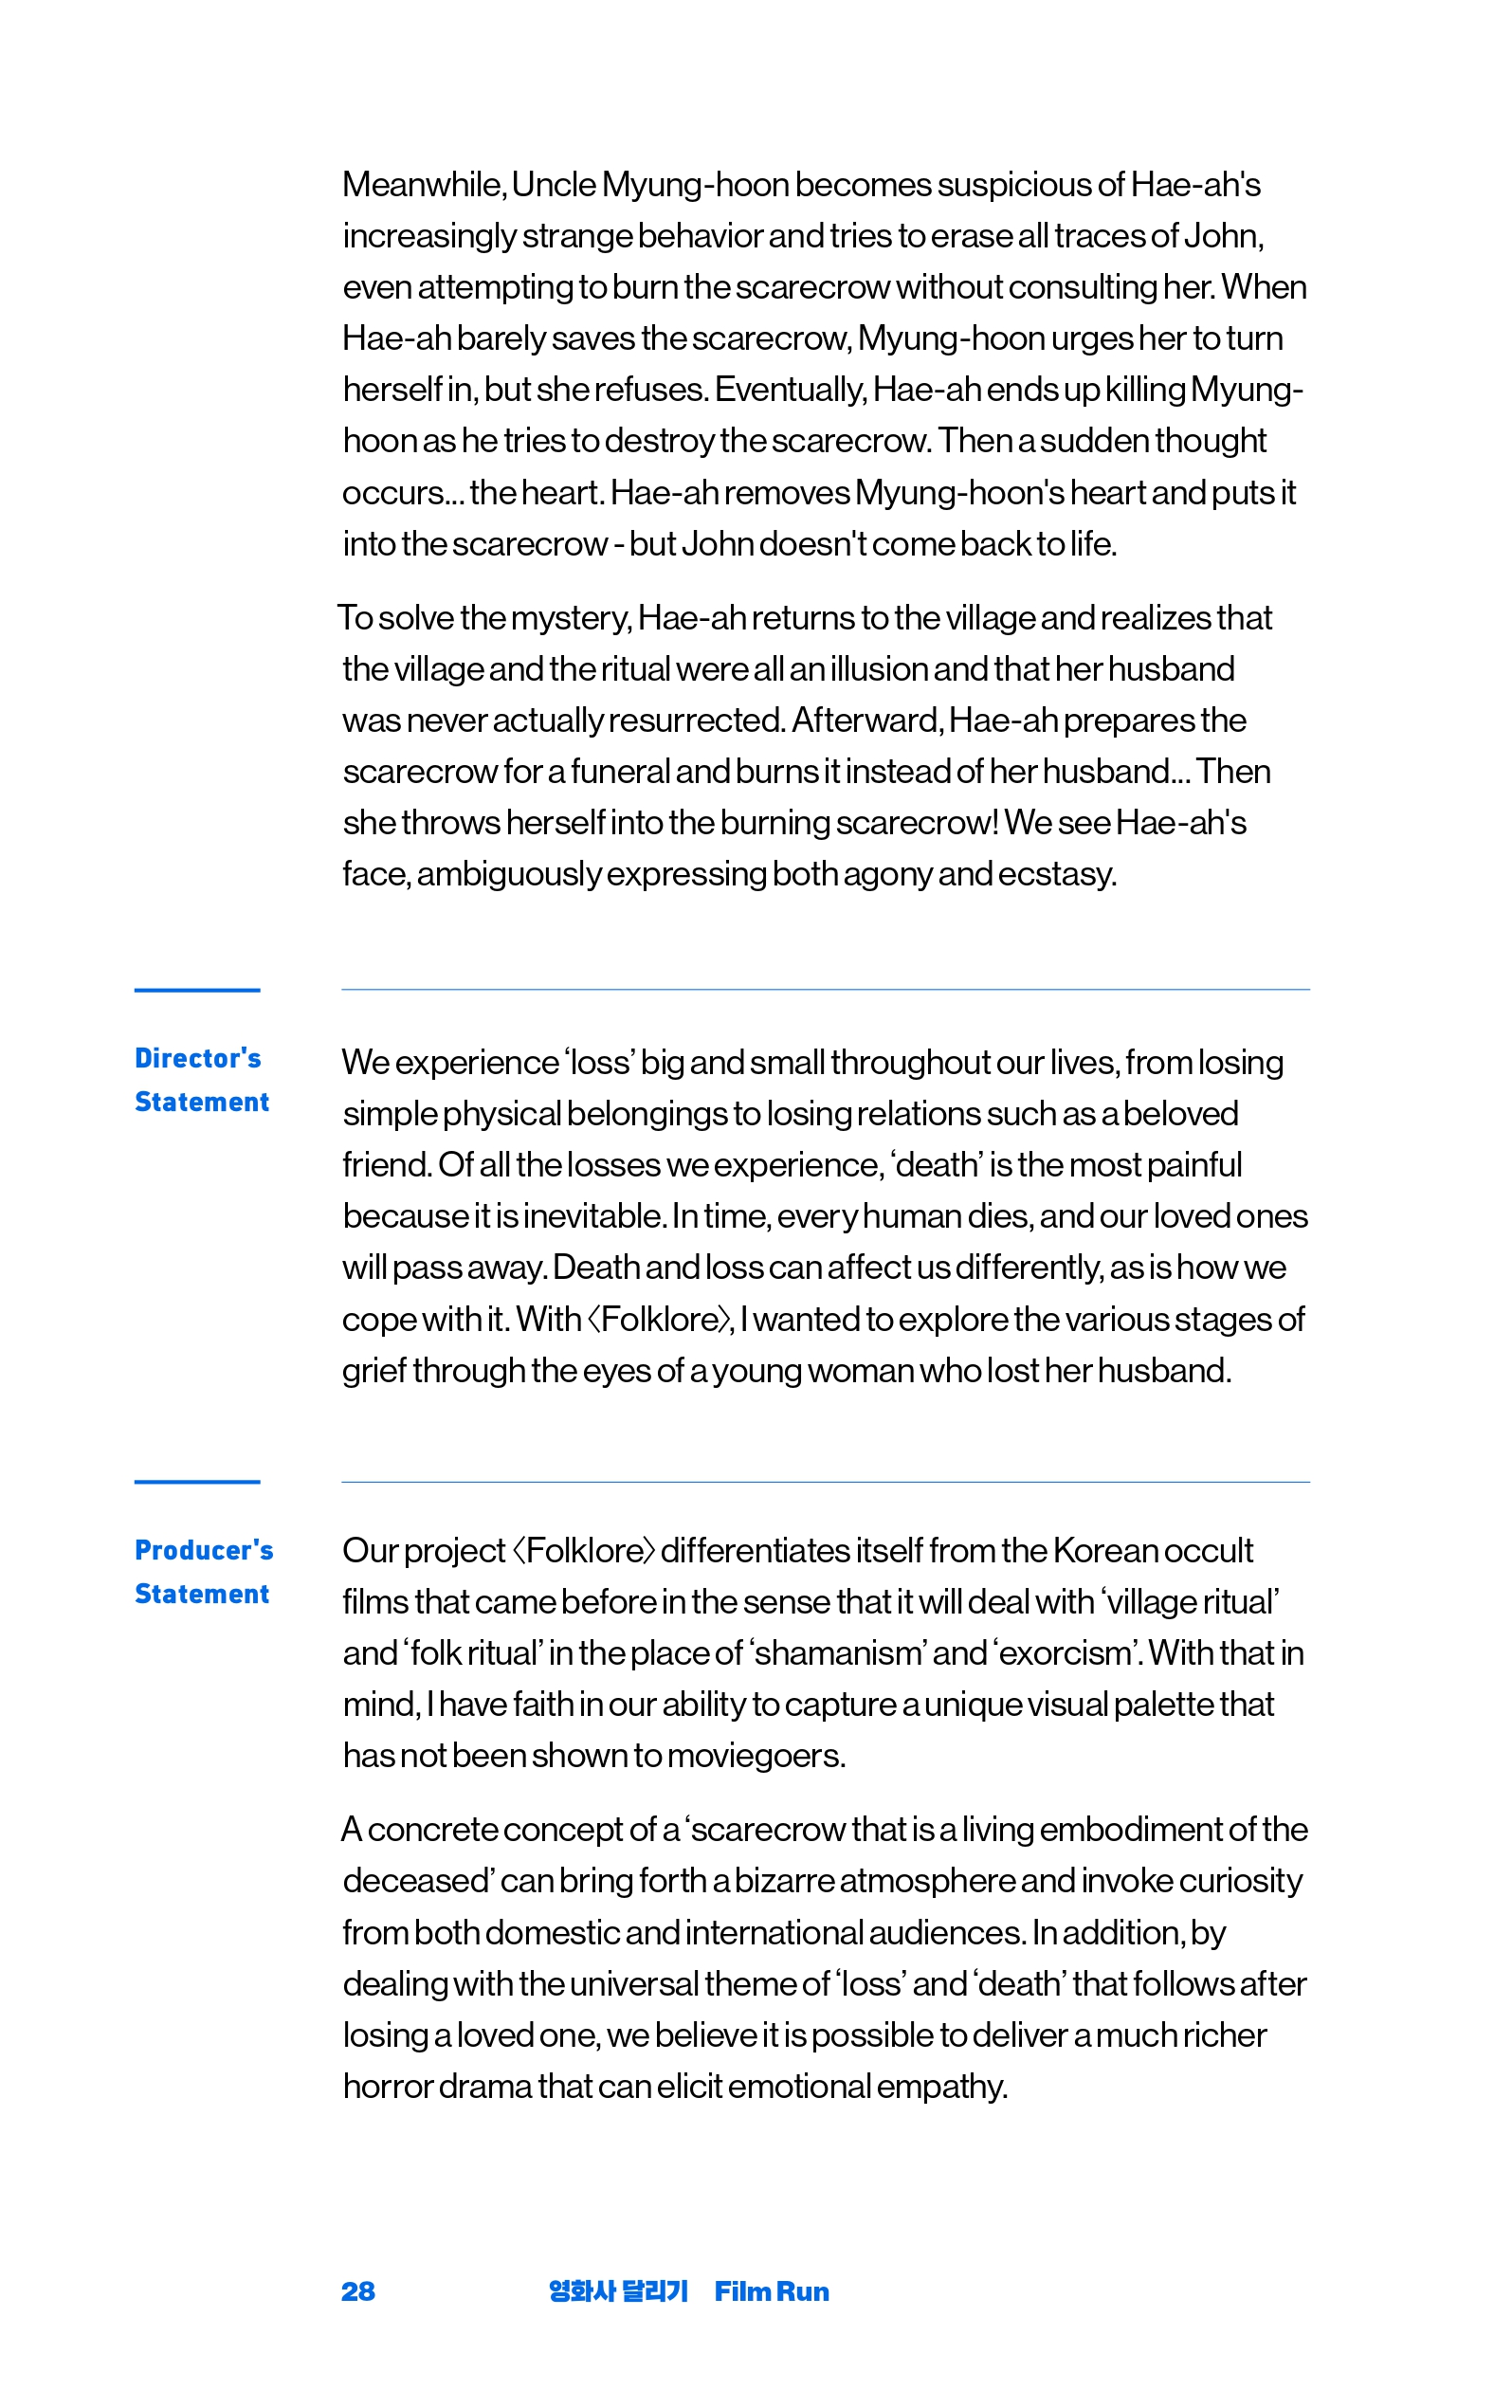 Meanwhile, Uncle Myung-hoon becomes suspicious of Hae-ah's
increasingly strange behavior and tries to erase all traces of John,
even attempting to burn the scarecrow without consulting her. When
Hae-ah barely saves the scarecrow, Myung-hoon urges her to turn
herself in, but she refuses. Eventually, Hae-ah ends up killing Myung-
hoon as he tries to destroy the scarecrow. Then a sudden thought
occurs... the heart. Hae-ah removes Myung-hoon's heart and puts it
into the scarecrow - but John doesn't come back to life.
To solve the mystery, Hae-ah returns to the village and realizes that
the village and the ritual were all an illusion and that her husband
was never actually resurrected. Afterward, Hae-ah prepares the
scarecrow for a funeral and burns it instead of her husband... Then
she throws herself into the burning scarecrow! We see Hae-ah's
face, ambiguously expressing both agony and ecstasy.
Director's
Statement
We experience ‘loss’ big and small throughout our lives, from losing
simple physical belongings to losing relations such as a beloved
friend. Of all the losses we experience, ‘death’ is the most painful
because it is inevitable. In time, every human dies, and our loved ones
will pass away. Death and loss can affect us differently, as is how we
cope with it. With 〈Folklore〉, I wanted to explore the various stages of
grief through the eyes of a young woman who lost her husband.
Producer's
Statement
Our project 〈Folklore〉 differentiates itself from the Korean occult
films that came before in the sense that it will deal with ‘village ritual’
and ‘folk ritual’ in the place of ‘shamanism’ and ‘exorcism’. With that in
mind, I have faith in our ability to capture a unique visual palette that
has not been shown to moviegoers.
A concrete concept of a ‘scarecrow that is a living embodiment of the
deceased’ can bring forth a bizarre atmosphere and invoke curiosity
from both domestic and international audiences. In addition, by
dealing with the universal theme of ‘loss’ and ‘death’ that follows after
losing a loved one, we believe it is possible to deliver a much richer
horror drama that can elicit emotional empathy.
28 영화사 달리기 Film Run